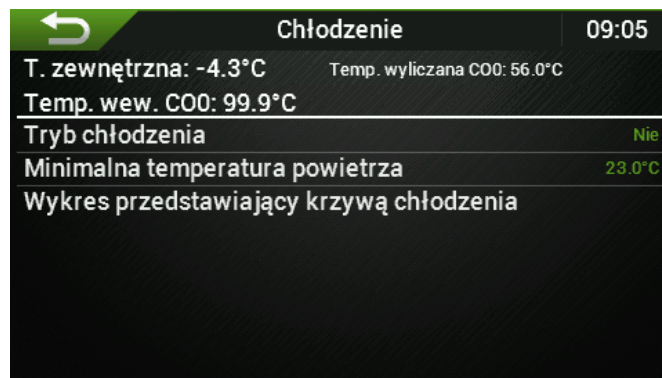 Chłodzenie 09:05
T. zewnętrzna: -4.3°C Temp. wyliczana CO0: 56.0°C
Temp. wew. CO0: 99.9°C
Tryb chłodzenia Nie
Minimalna temperatura powietrza 23.0°C
Wykres przedstawiający krzywą chłodzenia